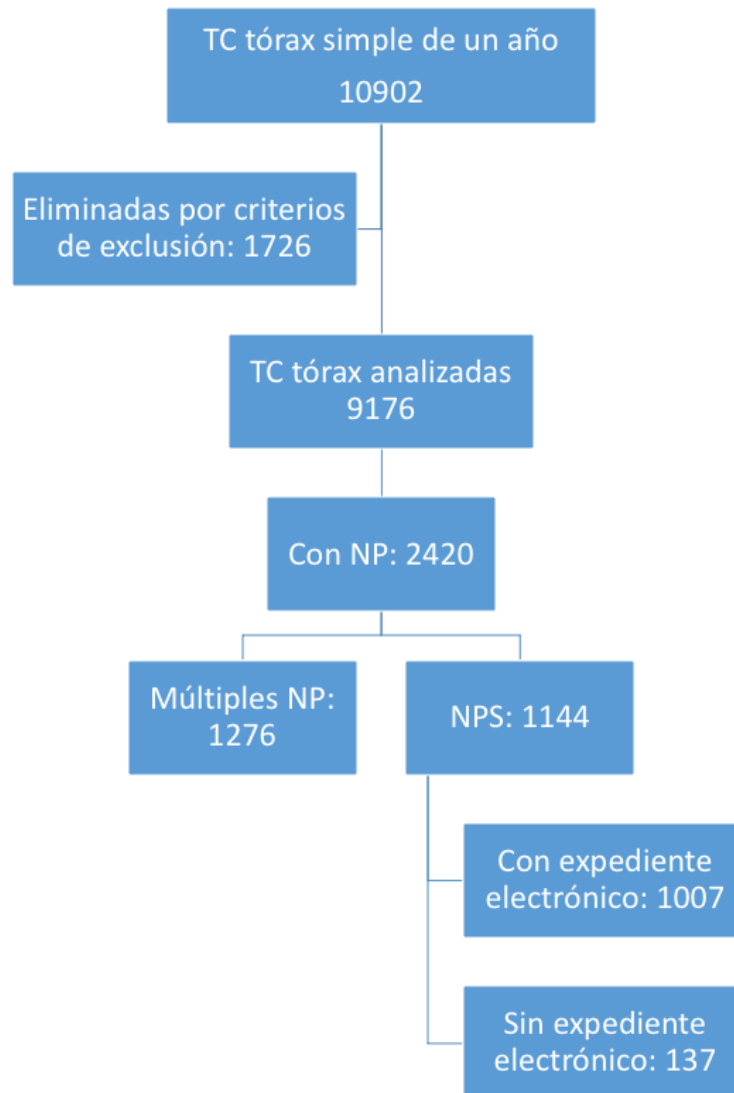 TC tórax simple de un año
10902
Eliminadas por criterios
de exclusión: 1726
TC tórax analizadas
9176
Con NP: 2420
Múltiples NP:
1276
NPS: 1144
Con expediente
electrónico: 1007
Sin expediente
electrónico: 137